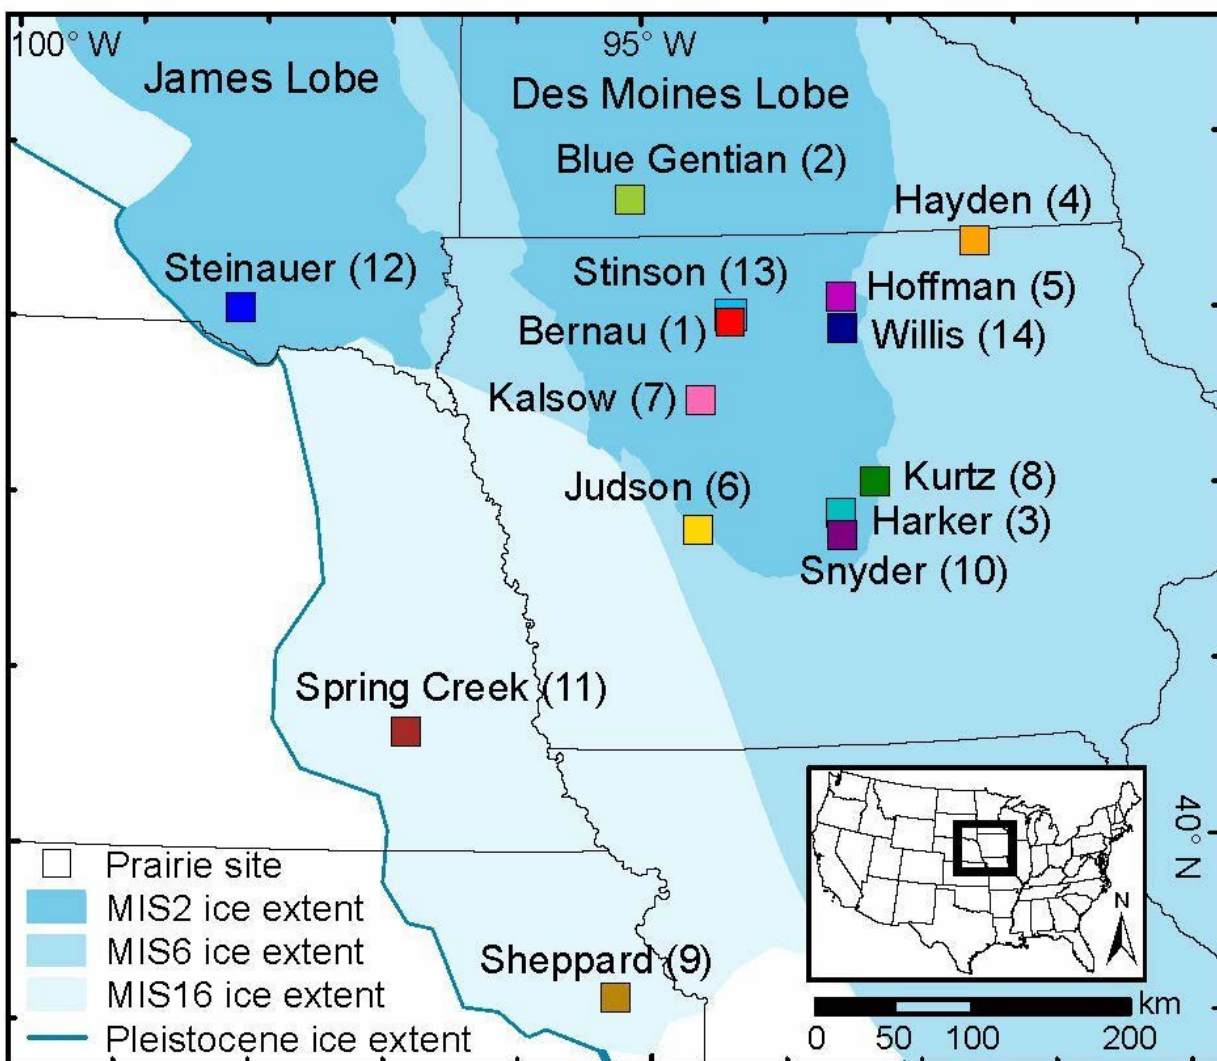 100° W
95° W
James Lobe
Des Moines Lobe
Blue Gentian (2)
Hayden (4)
Steinauer (12)
Stinson (13)
Hoffman (5)
Bernau (1)
Willis (14)
Kalsow (7)
Judson (6)
Kurtz (8)
Harker (3)
Snyder (10)
Spring Creek (11)
Sheppard (9)
40° N
Prairie site
MIS2 ice extent
MIS6 ice extent
MIS16 ice extent
Pleistocene ice extent
N
km
0 50 100 200